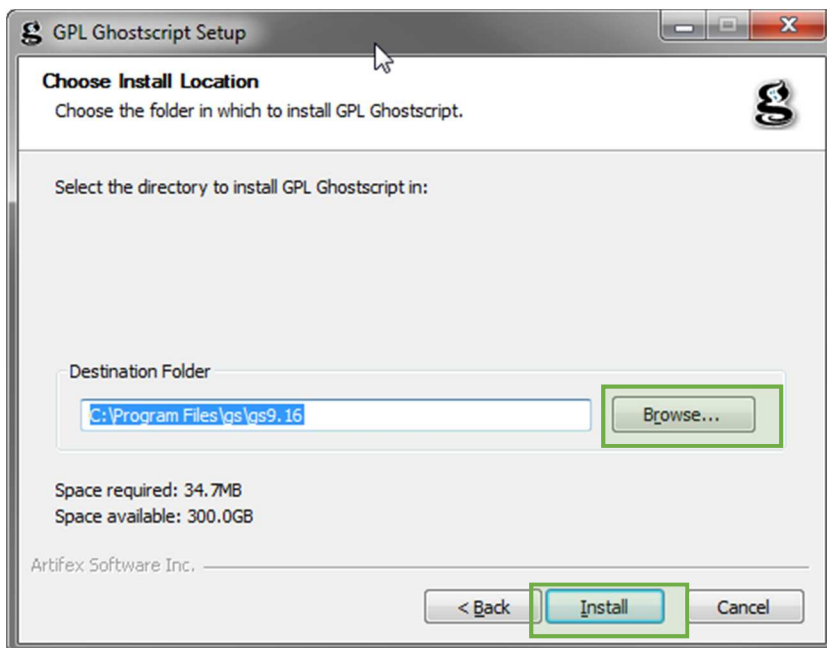 GPL Ghostscript Setup
Choose Install Location
Choose the folder in which to install GPL Ghostscript.
Select the directory to install GPL Ghostscript in:
Destination Folder
C:\Program Files\gs\gs9.16
Browse...
Space required: 34.7MB
Space available: 300.0GB
Artifex Software Inc.
< Back Install Cancel